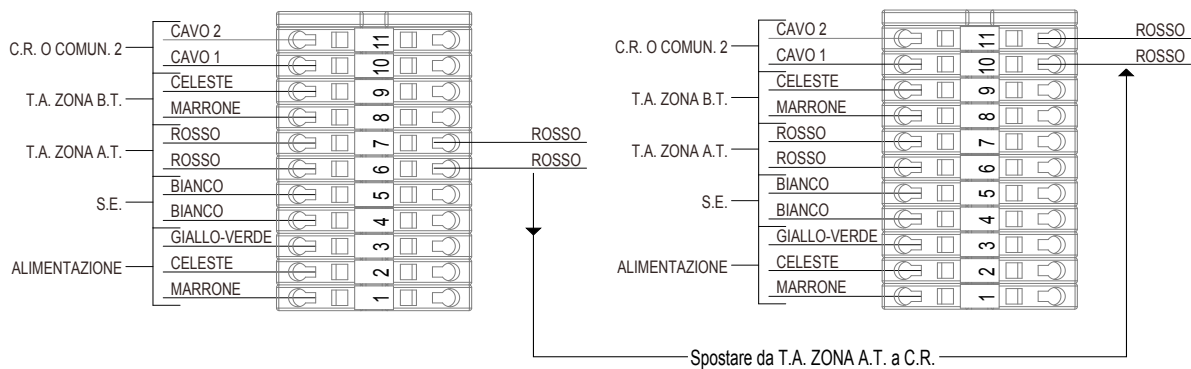 C.R. O COMUN. 2
CAVO 2
11
CAVO 1
10
T.A. ZONA B.T.
CELESTE
9
MARRONE
8
T.A. ZONA A.T.
ROSSO
7
ROSSO
ROSSO
6
ROSSO
S.E.
BIANCO
5
BIANCO
4
ALIMENTAZIONE
GIALLO-VERDE
3
CELESTE
2
MARRONE
1
C.R. O COMUN. 2
CAVO 2
11
ROSSO
CAVO 1
10
ROSSO
T.A. ZONA B.T.
CELESTE
9
MARRONE
8
T.A. ZONA A.T.
ROSSO
7
ROSSO
6
S.E.
BIANCO
5
BIANCO
4
ALIMENTAZIONE
GIALLO-VERDE
3
CELESTE
2
MARRONE
1
Spostare da T.A. ZONA A.T. a C.R.